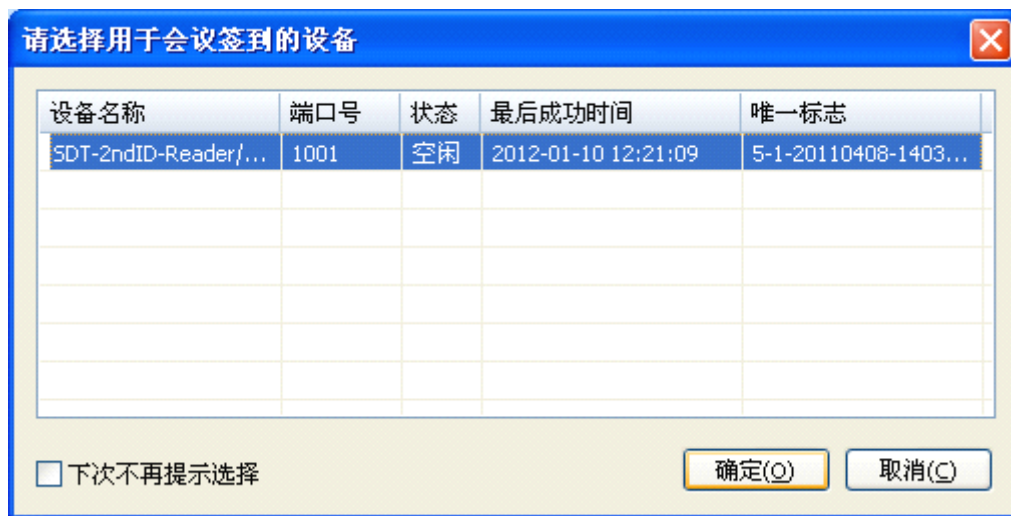 请选择用于会议签到的设备
设备名称 端口号 状态 最后成功时间 唯一标志
SDT-2ndID-Reader/... 1001 空闲 2012-01-10 12:21:09 5-1-20110408-1403...
下次不再提示选择 确定(O) 取消(C)